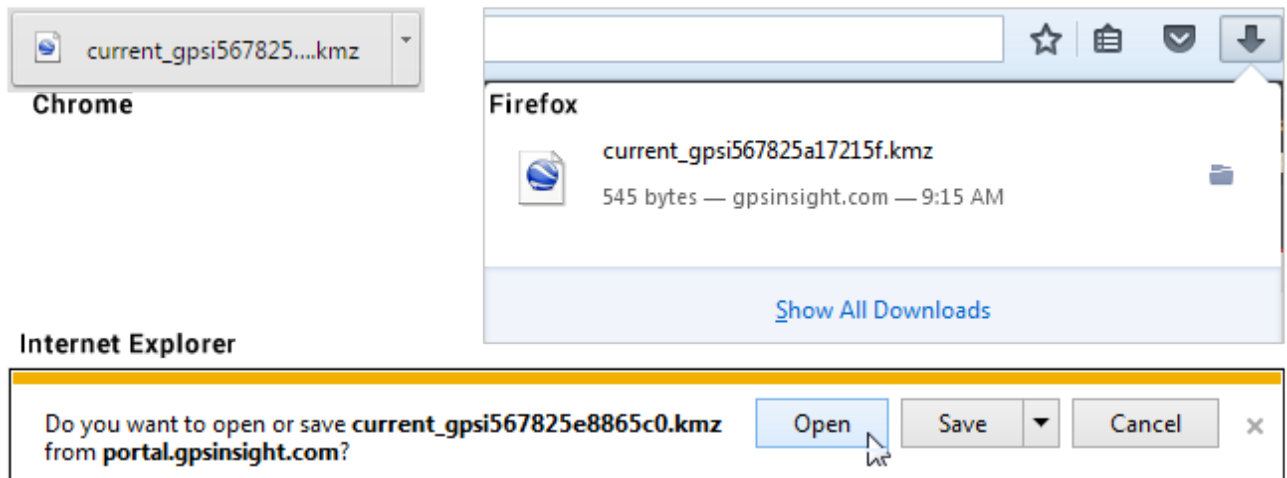 current_gpsi567825....kmz
Chrome
Firefox
current_gpsi567825a17215f.kmz
545 bytes — gpsinsight.com — 9:15 AM
Show All Downloads
Internet Explorer
Do you want to open or save current_gpsi567825e8865c0.kmz
from portal.gpsinsight.com?
Open
Save
Cancel